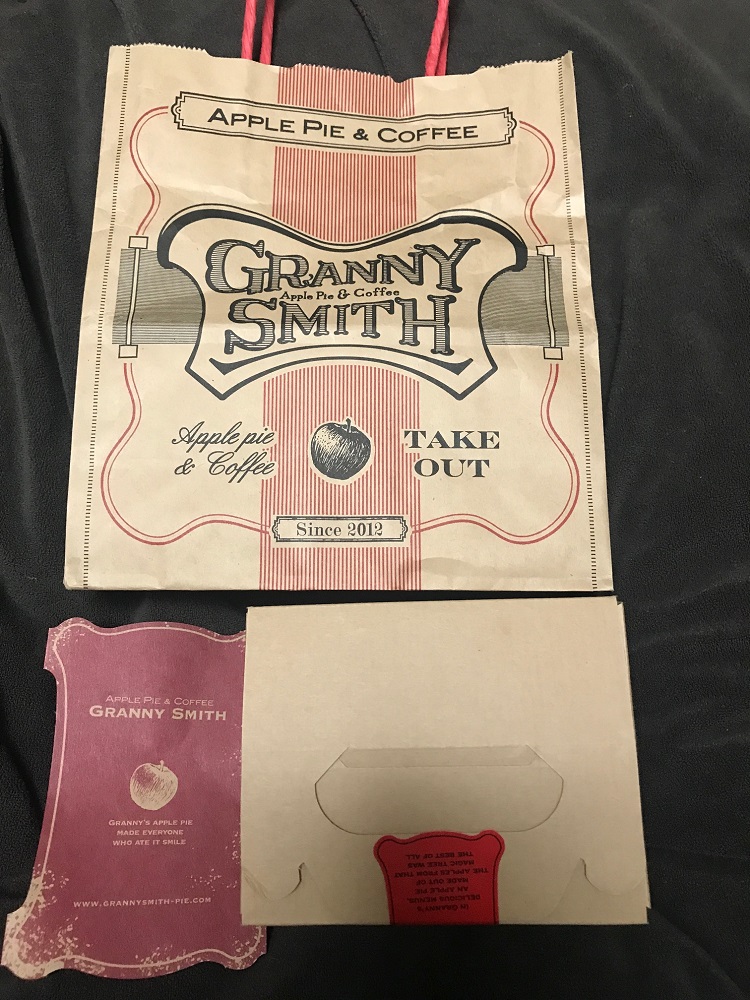 APPLE PIE & COFFEE
GRANNY
Apple Pie & Coffee
SMITH
Apple pie
& Coffee
TAKE
OUT
Since 2012
APPLE PIE & COFFEE
GRANNY SMITH
GRANNY'S APPLE PIE
MADE EVERYONE
WHO ATE IT SMILE
WWW.GRANNYSMITH-PIE.COM
IN GRANNY'S
DELICIOUS MENUS,
AN APPLE PIE
MADE OUT OF
THE APPLES FROM THAT
MAGIC TREE WAS
THE BEST OF ALL